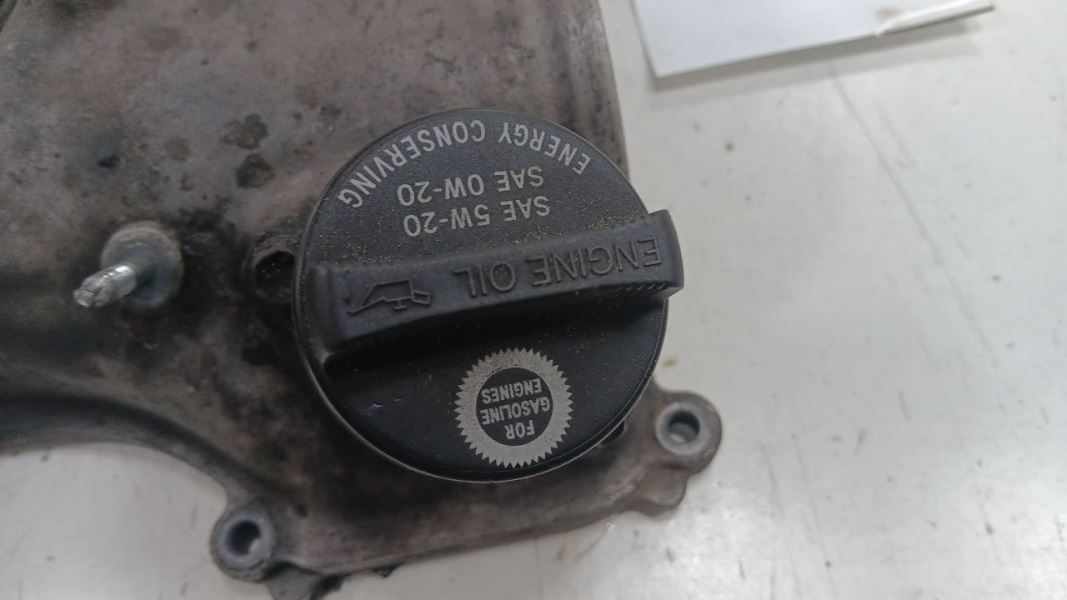 FOR
GASOLINE
ENGINES
ENGINE OIL
SAE 5W-20
SAE 0W-20
ENERGY CONSERVING